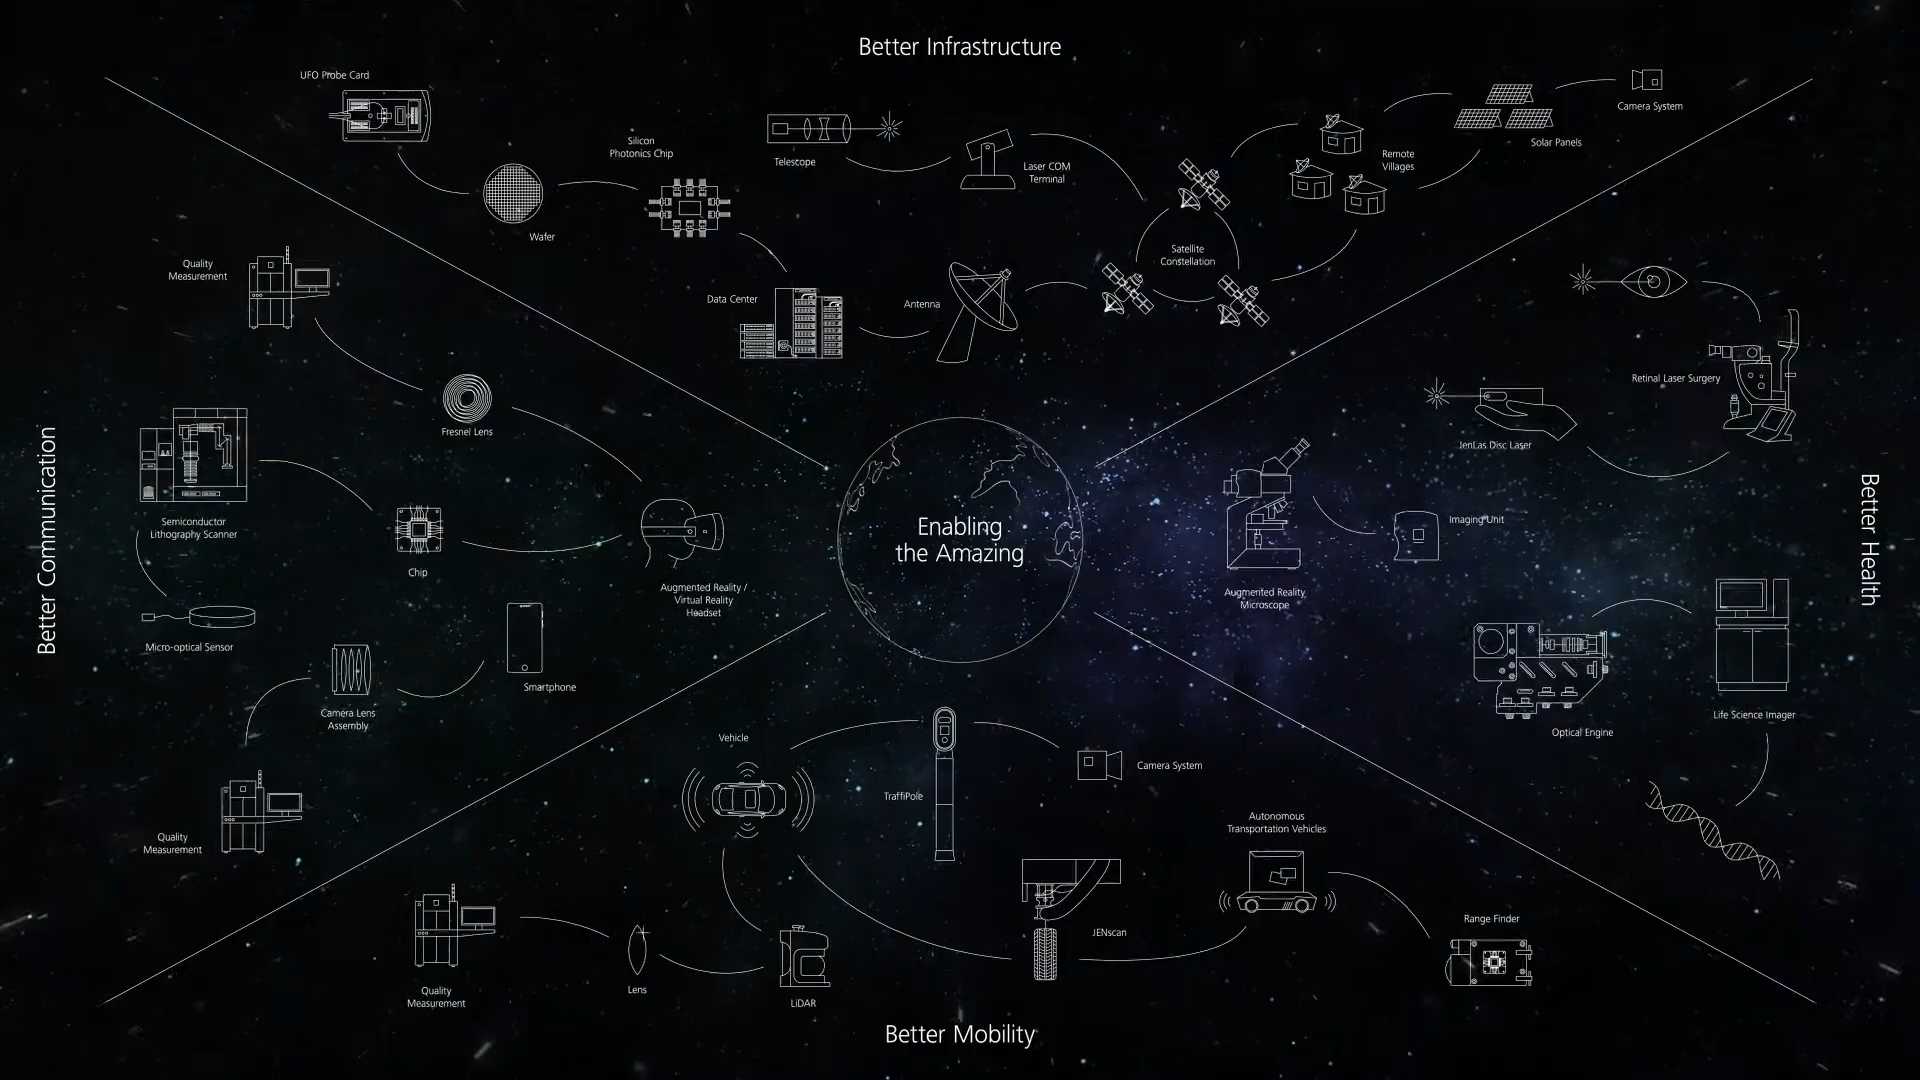 Better Infrastructure
UFO Probe Card
Silicon
Photonics Chip
Wafer
Data Center
Telescope
Laser COM
Terminal
Antenna
Satellite
Constellation
Remote
Villages
Solar Panels
Camera System
Better Communication
Quality
Measurement
Fresnel Lens
Semiconductor
Lithography Scanner
Chip
Augmented Reality /
Virtual Reality
Headset
Micro-optical Sensor
Camera Lens
Assembly
Smartphone
Quality
Measurement
Enabling
the Amazing
Better Health
Retinal Laser Surgery
JenLas Disc Laser
Imaging Unit
Augmented Reality
Microscope
Optical Engine
Life Science Imager
Vehicle
TraffiPole
Camera System
Autonomous
Transportation Vehicles
JENscan
Range Finder
Quality
Measurement
Lens
LiDAR
Better Mobility